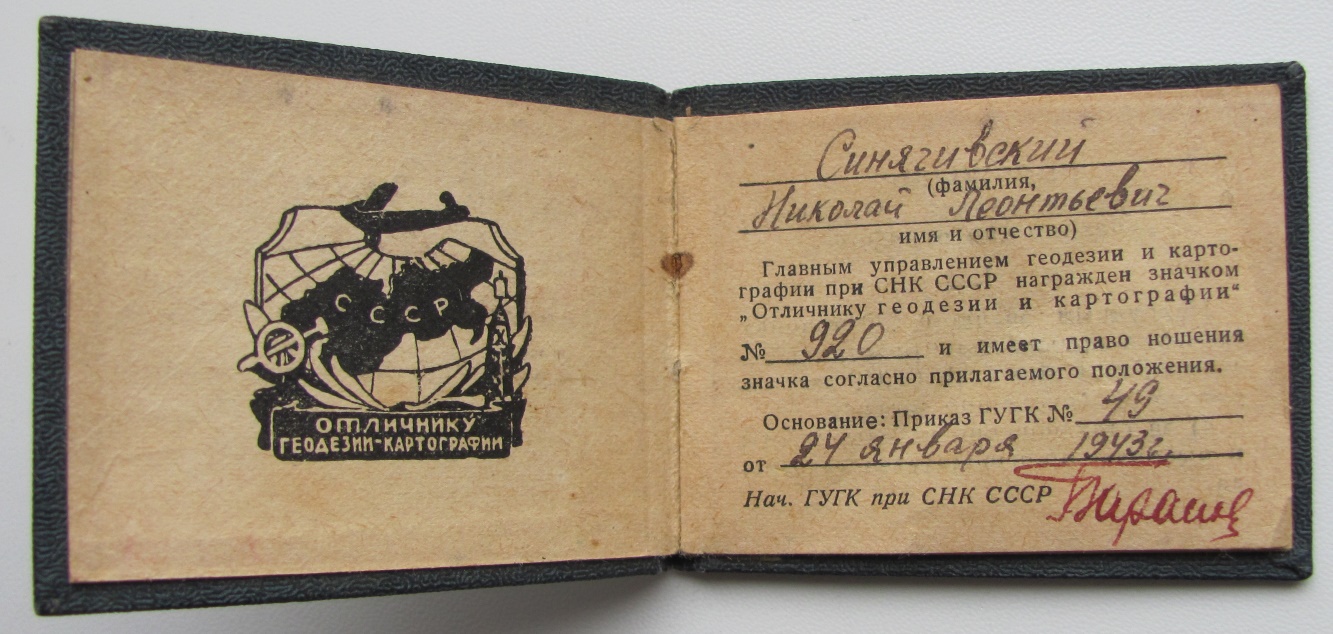 СССР
ОТЛИЧНИКУ
ГЕОДЕЗИИ-КАРТОГРАФИИ
Синягивский
(фамилия,
Николай Леонтьевич
имя и отчество)
Главным управлением геодезии и карто-
графии при СНК СССР награжден значком
„Отличнику геодезии и картографии“
№ 920 и имеет право ношения
значка согласно прилагаемого положения.
Основание: Приказ ГУГК № 49
от 24 января 1943г.
Нач. ГУГК при СНК СССР